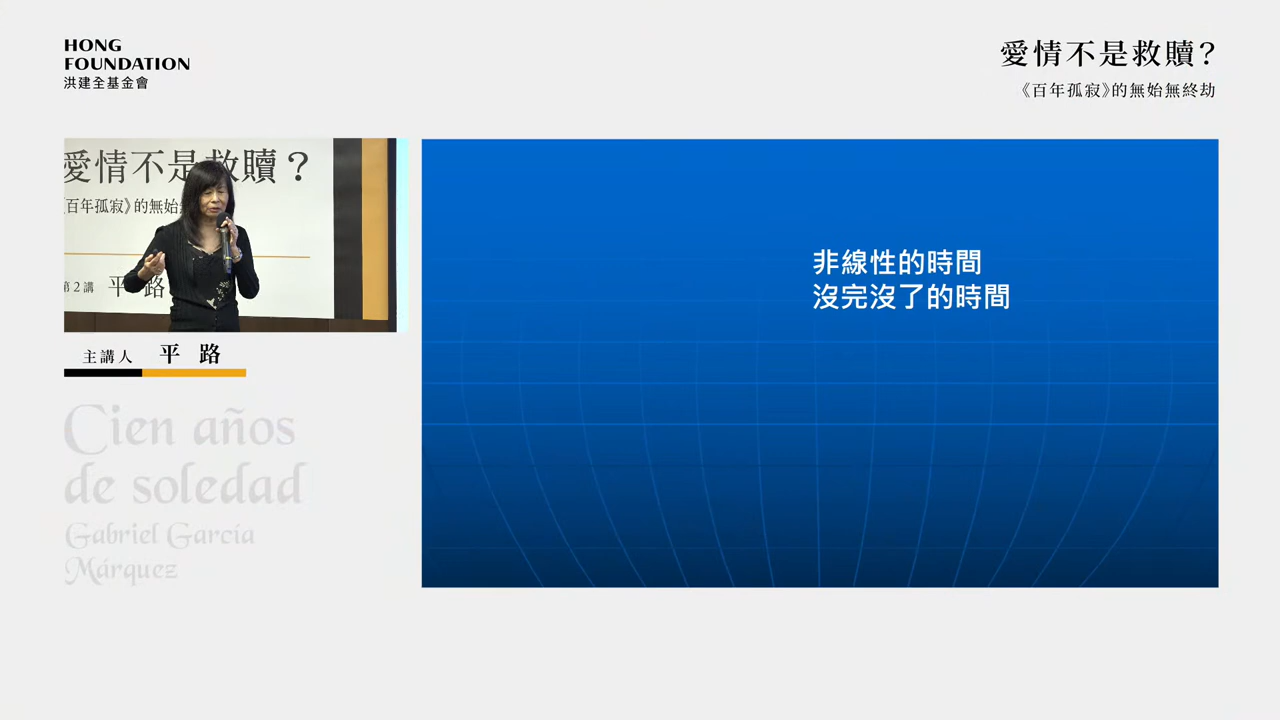 HONG
FOUNDATION
洪建全基金會
愛情不是救贖？
《百年孤寂》的無始無終劫
愛情不是救贖？
《百年孤寂》的無始
第2講 平路
主講人 平路
Cien años
de soledad
Gabriel García
Márquez
非線性的時間
沒完沒了的時間